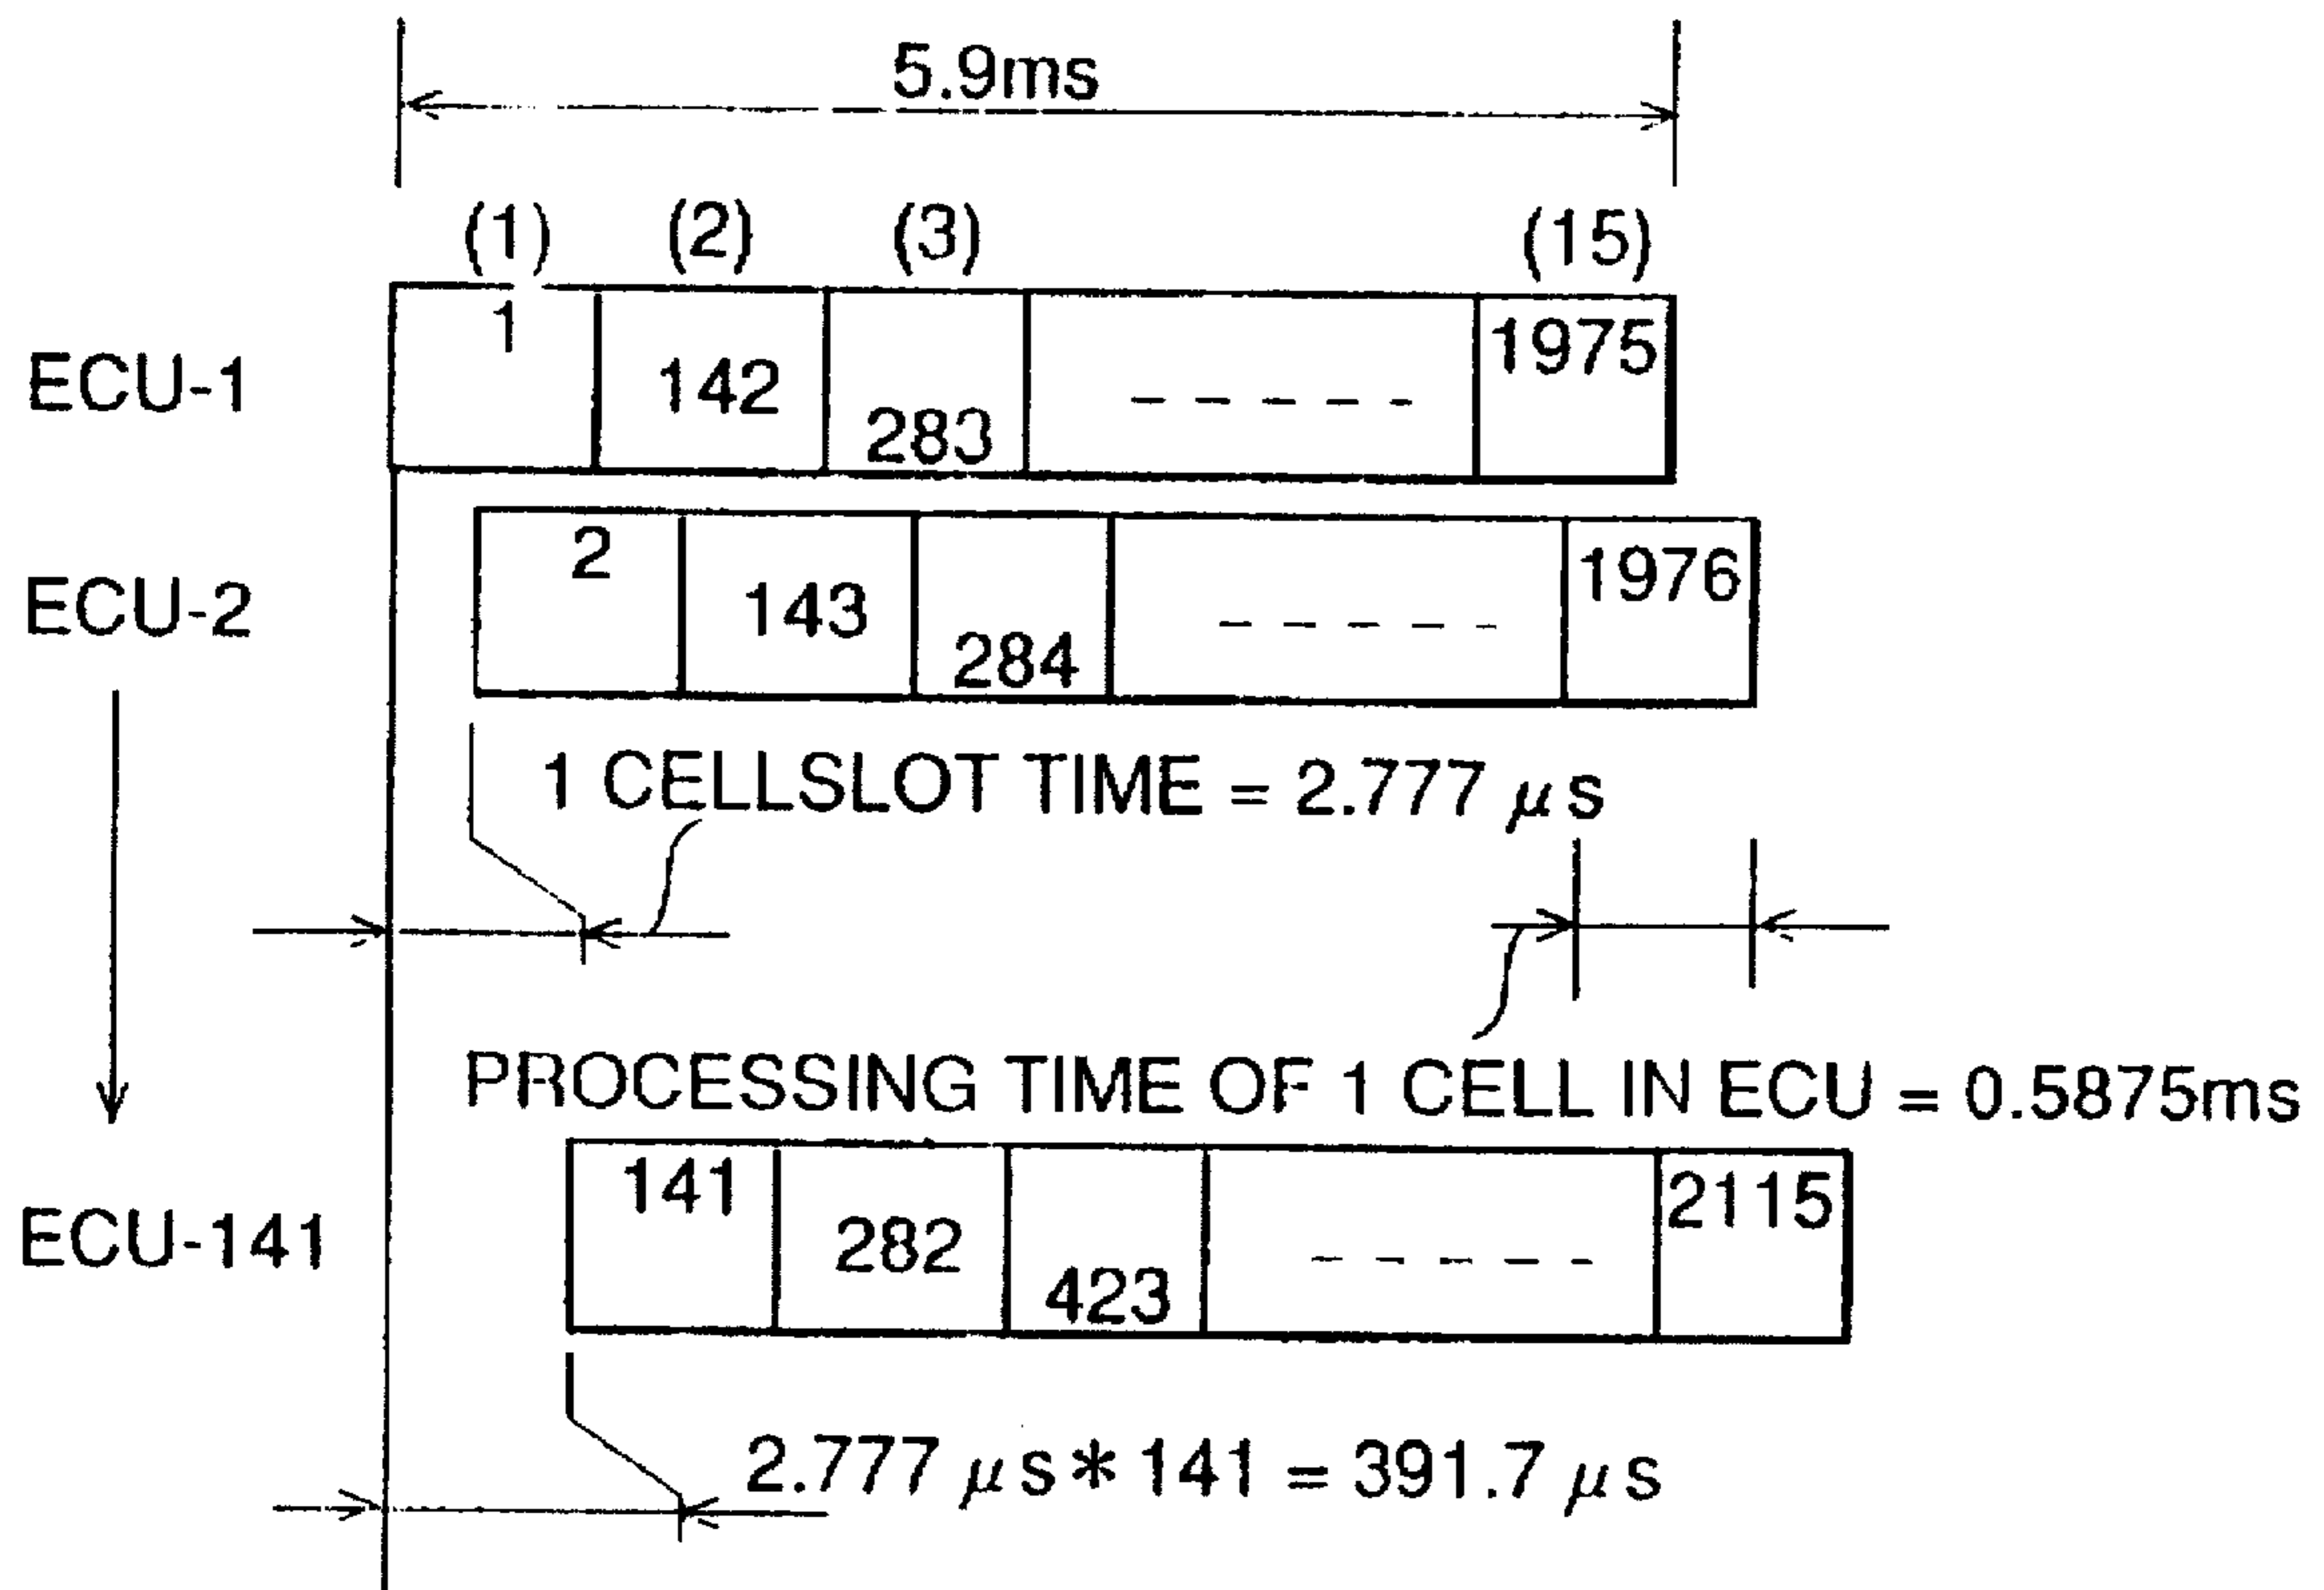 5.9ms
(1) (2) (3) (15)
ECU-1 1 142 283 - - - - - 1975
ECU-2 2 143 284 - - - - - 1976
1 CELLSLOT TIME = 2.777 μs
PROCESSING TIME OF 1 CELL IN ECU = 0.5875ms
ECU-141 141 282 423 - - - - - 2115
2.777 μs * 141 = 391.7 μs